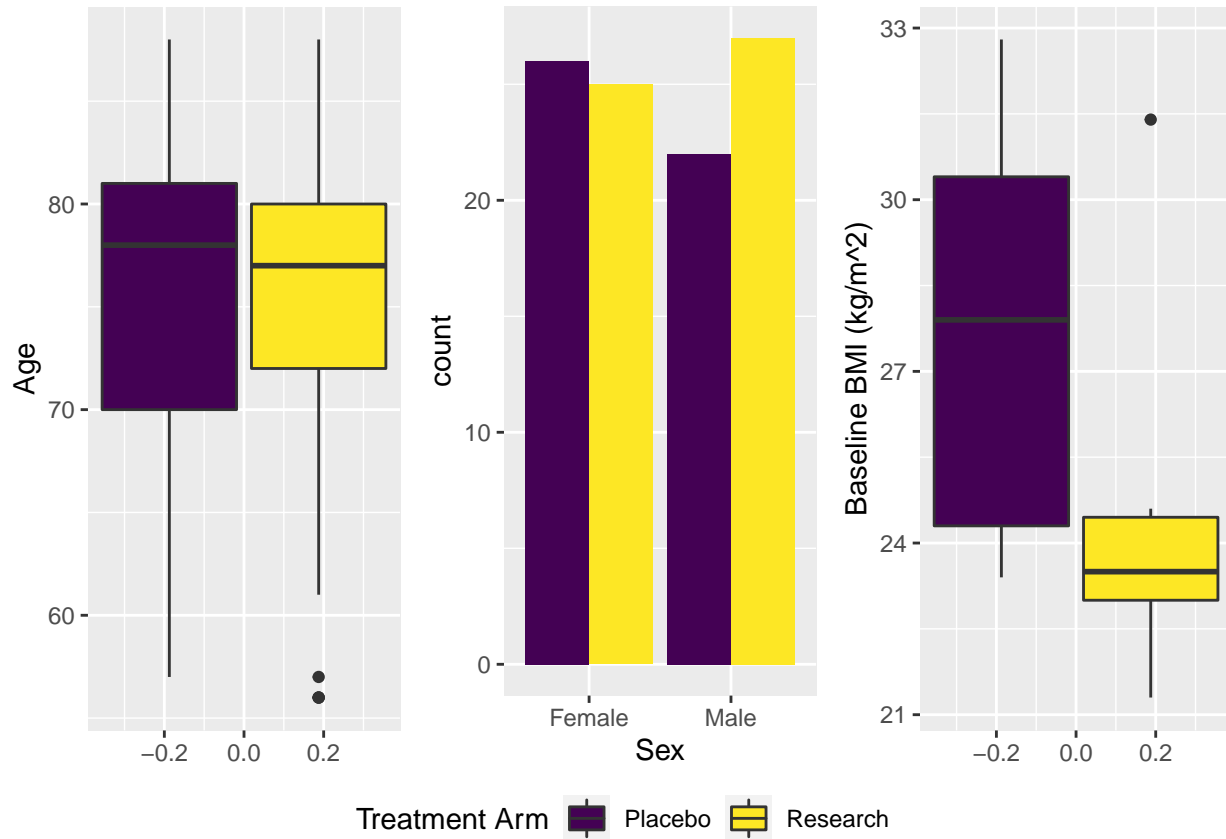 Age
80
70
60
−0.2
0.0
0.2
count
20
10
0
Female
Male
Sex
Baseline BMI (kg/m^2)
33
30
27
24
21
−0.2
0.0
0.2
Treatment Arm Placebo Research